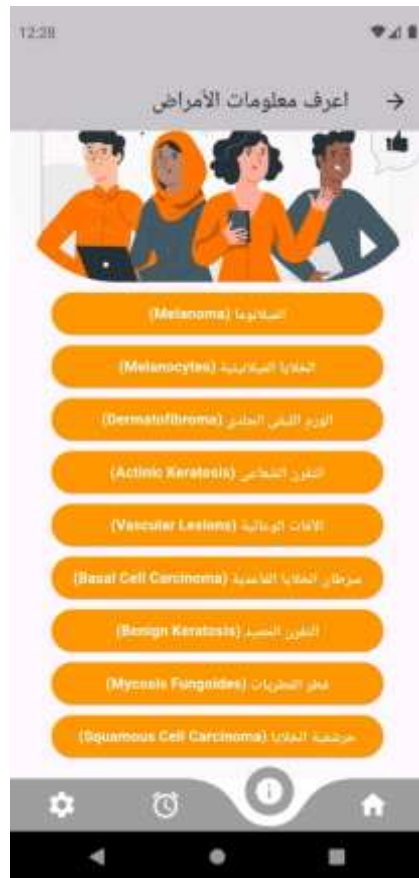 12:28
اعرف معلومات الأمراض
الميلانوما (Melanoma)
الخلايا الميلانينية (Melanocytes)
الورم الليفي الجلدي (Dermatofibroma)
التقرن الشعاعي (Actinic Keratosis)
الآفات الوعائية (Vascular Lesions)
سرطان الخلايا القاعدية (Basal Cell Carcinoma)
التقرن الحميد (Benign Keratosis)
فطر الفطريات (Mycosis Fungoides)
حرشفية الخلايا (Squamous Cell Carcinoma)